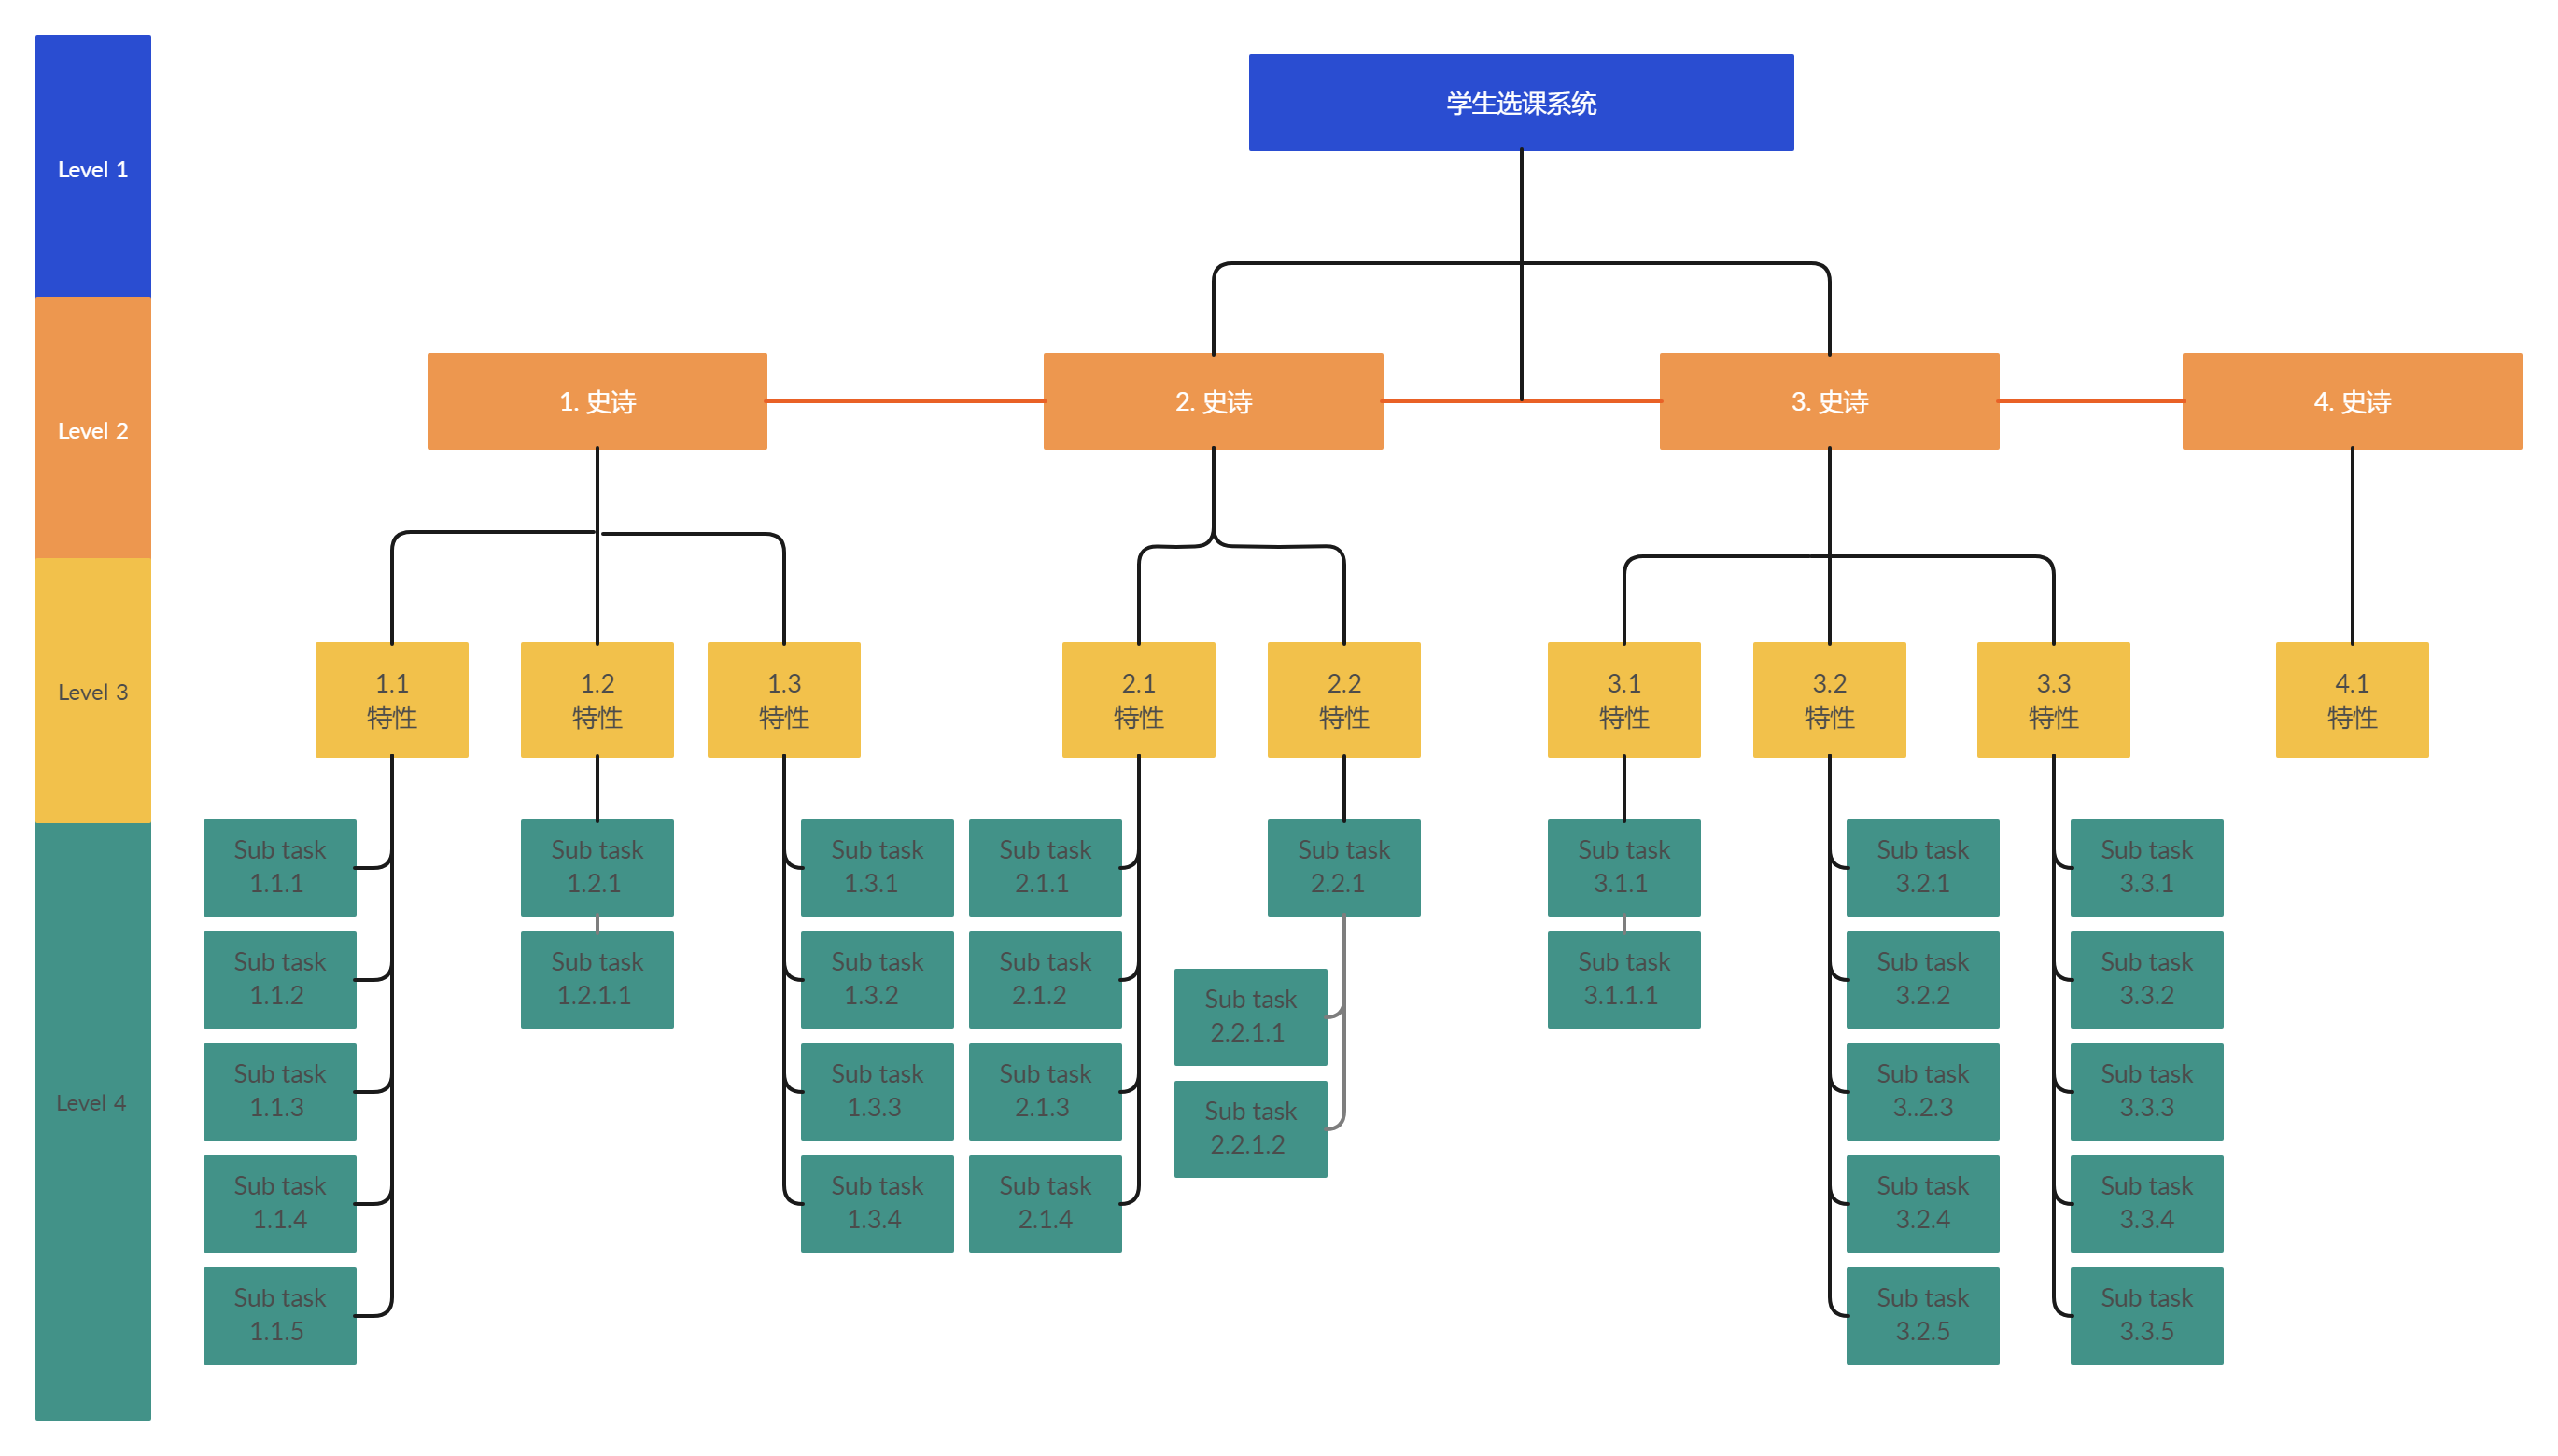 学生选课系统
Level 1
Level 2
1. 史诗
2. 史诗
3. 史诗
4. 史诗
Level 3
1.1
特性
1.2
特性
1.3
特性
2.1
特性
2.2
特性
3.1
特性
3.2
特性
3.3
特性
4.1
特性
Level 4
Sub task
1.1.1
Sub task
1.1.2
Sub task
1.1.3
Sub task
1.1.4
Sub task
1.1.5
Sub task
1.2.1
Sub task
1.2.1.1
Sub task
1.3.1
Sub task
1.3.2
Sub task
1.3.3
Sub task
1.3.4
Sub task
2.1.1
Sub task
2.1.2
Sub task
2.1.3
Sub task
2.1.4
Sub task
2.2.1
Sub task
2.2.1.1
Sub task
2.2.1.2
Sub task
3.1.1
Sub task
3.1.1.1
Sub task
3.2.1
Sub task
3.2.2
Sub task
3..2.3
Sub task
3.2.4
Sub task
3.2.5
Sub task
3.3.1
Sub task
3.3.2
Sub task
3.3.3
Sub task
3.3.4
Sub task
3.3.5